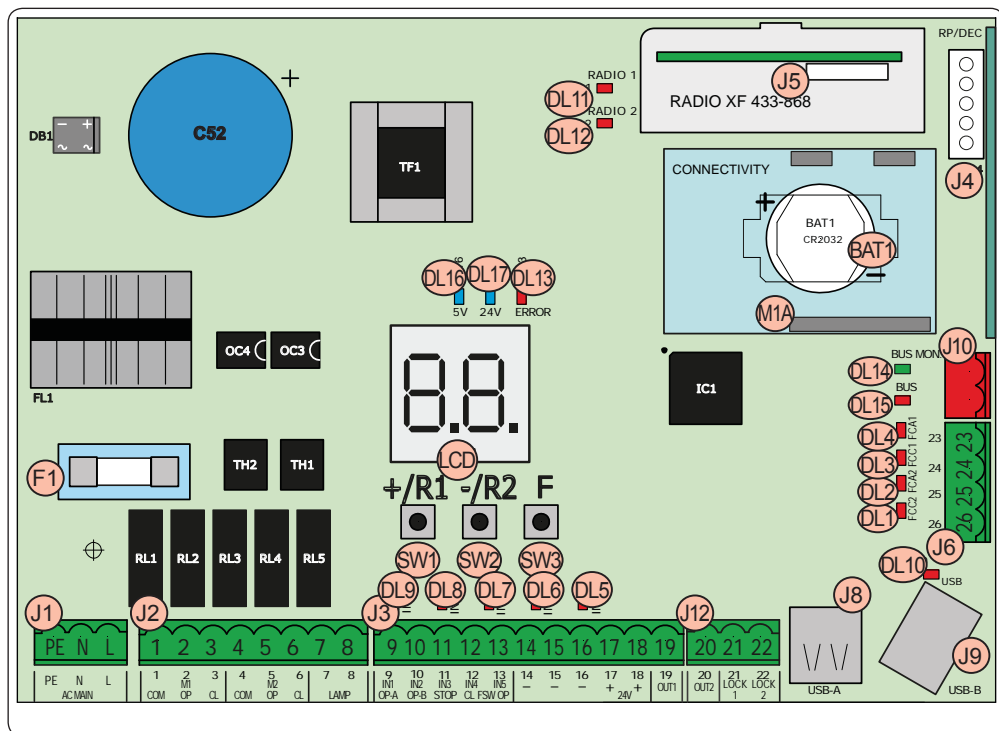 RP/DEC
RADIO 1
DL11
RADIO 2
DL12
J5
RADIO XF 433-868
J4
DB1
- +
~ ~
C52
+
TF1
CONNECTIVITY
+
BAT1
CR2032
BAT1
-
M1A
DL16
DL17
DL13
5V
24V
ERROR
FL1
OC4
OC3
8.8.
LCD
IC1
BUS MON.
J10
DL14
BUS
DL15
DL4
FCA1
23
23
DL3
FCC1
24
24
DL2
FCA2
25
25
DL1
FCC2
26
26
J6
F1
TH2
TH1
+/R1 -/R2 F
SW1
SW2
SW3
RL1
RL2
RL3
RL4
RL5
DL9
DL8
DL7
DL6
DL5
DL10
USB
J1
J2
J3
J12
J8
J9
PE N L
1 2 3 4 5 6 7 8
9 10 11 12 13 14 15 16 17 18 19
20 21 22
PE N L
AC MAIN
1 2 3 4 5 6 7 8
COM M1 OP CL COM M2 OP CL LAMP
9 10 11 12 13 14 15 16 17 18 19
IN1 IN2 IN3 IN4 IN5 - - - + + OUT1
OP-A OP-B STOP CL FSW OP 24V
20 21 22
OUT2 LOCK 1 LOCK 2
USB-A
USB-B